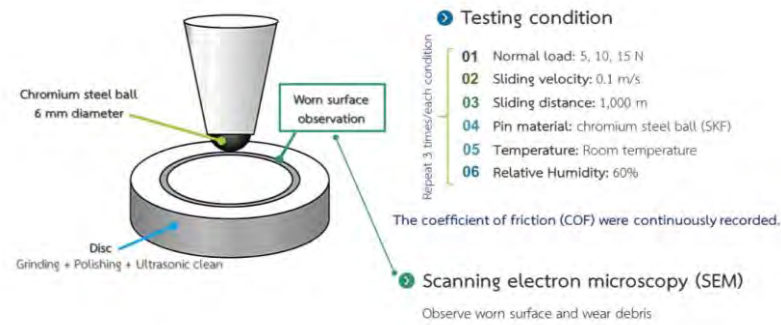 Testing condition
Chromium steel ball
6 mm diameter
Worn surface
observation
Repeat 3 times/each condition
01 Normal load: 5, 10, 15 N
02 Sliding velocity: 0.1 m/s
03 Sliding distance: 1,000 m
04 Pin material: chromium steel ball (SKF)
05 Temperature: Room temperature
06 Relative Humidity: 60%
The coefficient of friction (COF) were continuously recorded.
Disc
Grinding + Polishing + Ultrasonic clean
Scanning electron microscopy (SEM)
Observe worn surface and wear debris